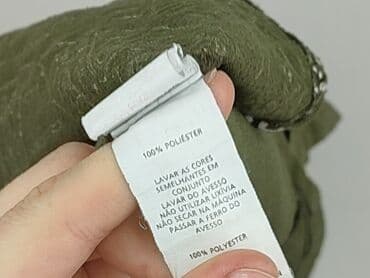 100% POLIÉSTER
LAVAR AS CORES
SEMELHANTES EM
CONJUNTO
LAVAR DO AVESSO
NÃO UTILIZAR LIXÍVIA
NÃO SECAR NA MÁQUINA
PASSAR A FERRO DO
AVESSO
100% POLYESTER